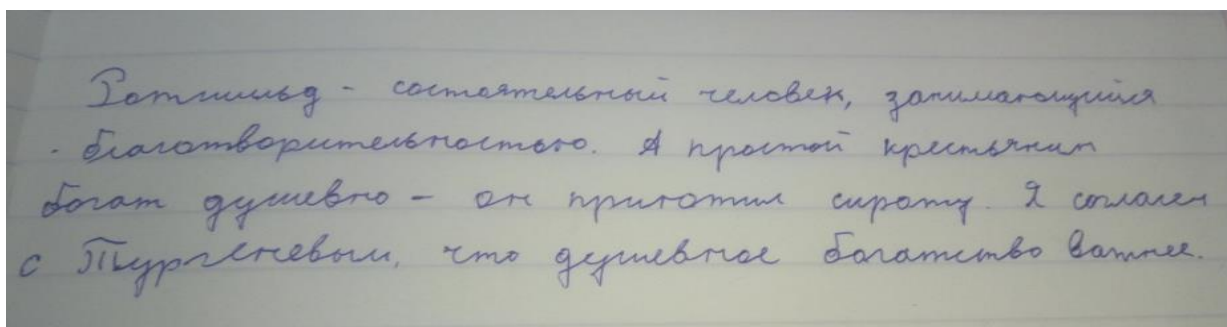 Ротшильд - состоятельный человек, занимающийся
благотворительностью. А простой крестьянин
богат душевно - он приютил сироту. Я согласен
с Тургеневым, что душевное богатство важнее.